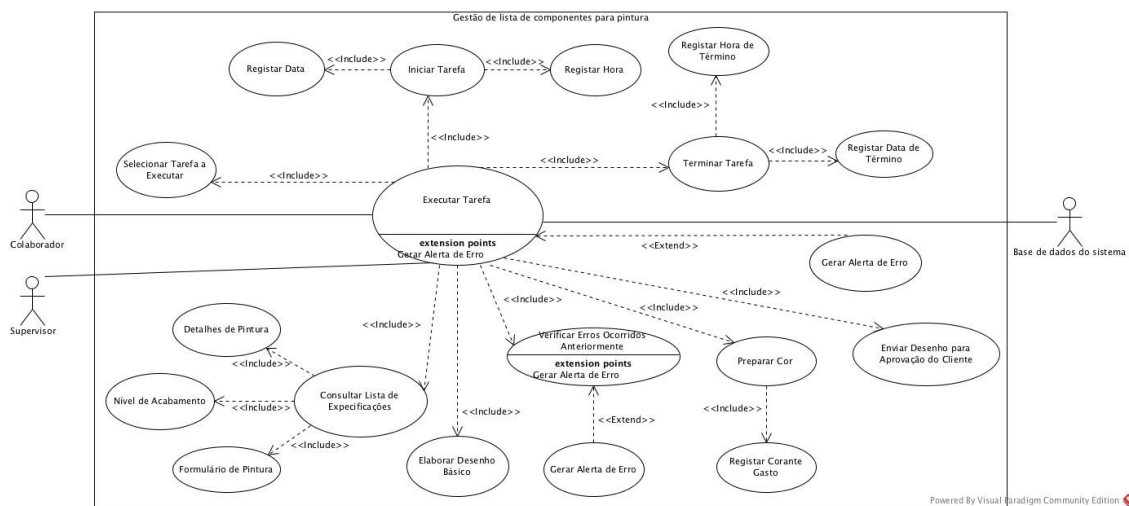 Gestão de lista de componentes para pintura
Registar Data
<<Include>>
Iniciar Tarefa
<<Include>>
Registar Hora
Registar Hora de
Término
<<Include>>
<<Include>>
Selecionar Tarefa a
Executar
<<Include>>
<<Include>>
Terminar Tarefa
<<Include>>
Registar Data de
Término
Executar Tarefa
extension points
Gerar Alerta de Erro
Colaborador
Supervisor
Base de dados do sistema
<<Extend>>
Gerar Alerta de Erro
<<Include>>
<<Include>>
<<Include>>
<<Include>>
<<Include>>
Detalhes de Pintura
<<Include>>
Nível de Acabamento
<<Include>>
Consultar Lista de
Expecificações
<<Include>>
Formulário de Pintura
Elaborar Desenho
Básico
Verificar Erros Ocorridos
Anteriormente
extension points
Gerar Alerta de Erro
<<Extend>>
Gerar Alerta de Erro
Preparar Cor
<<Include>>
Registar Corante
Gasto
Enviar Desenho para
Aprovação do Cliente
Powered By Visual Paradigm Community Edition